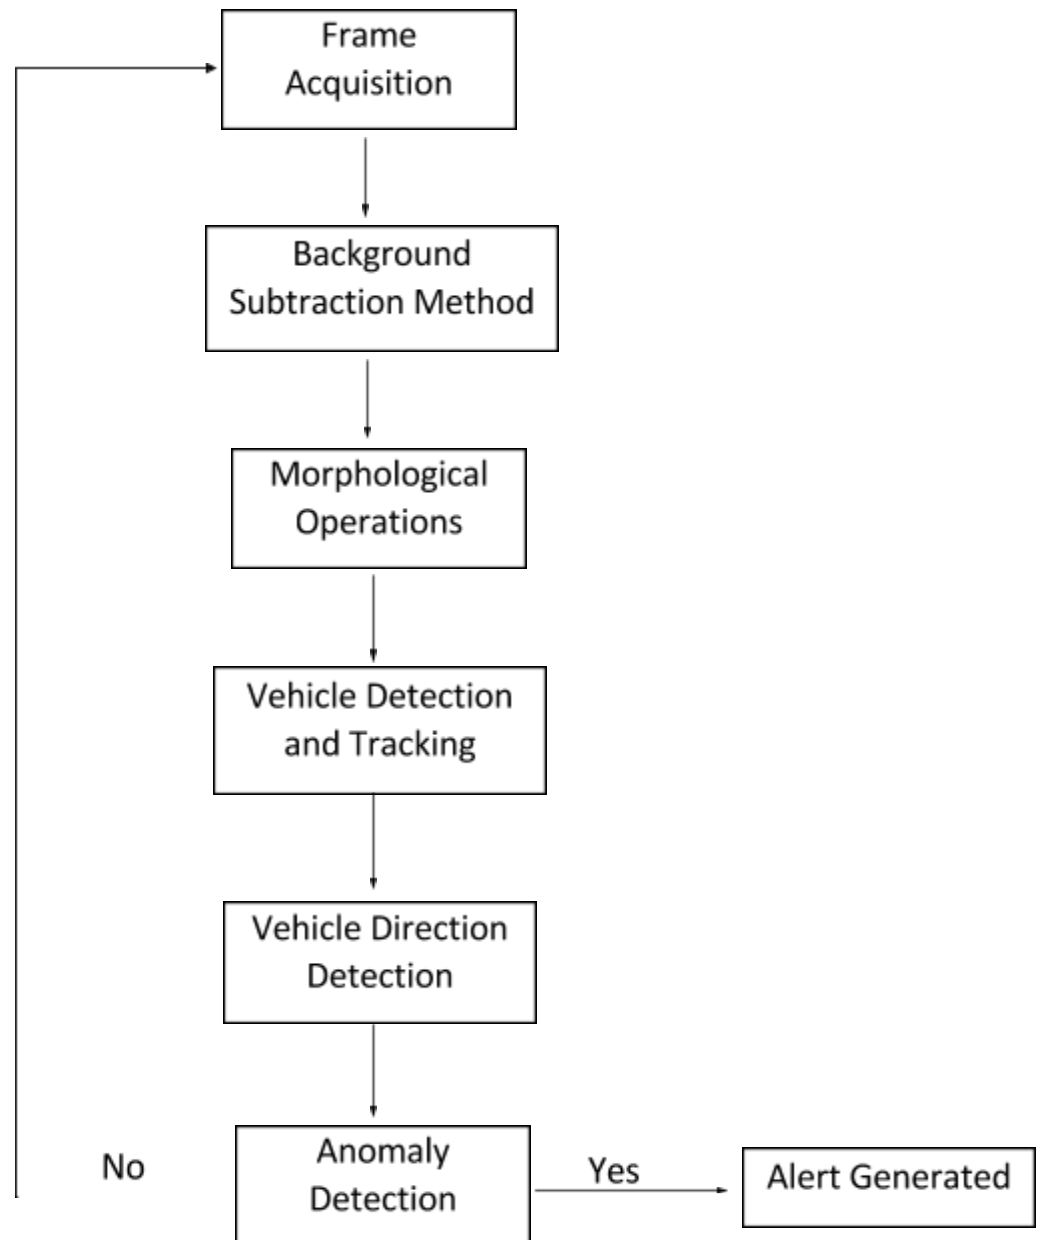 Frame
Acquisition
Background
Subtraction Method
Morphological
Operations
Vehicle Detection
and Tracking
Vehicle Direction
Detection
Anomaly
Detection
No
Yes
Alert Generated